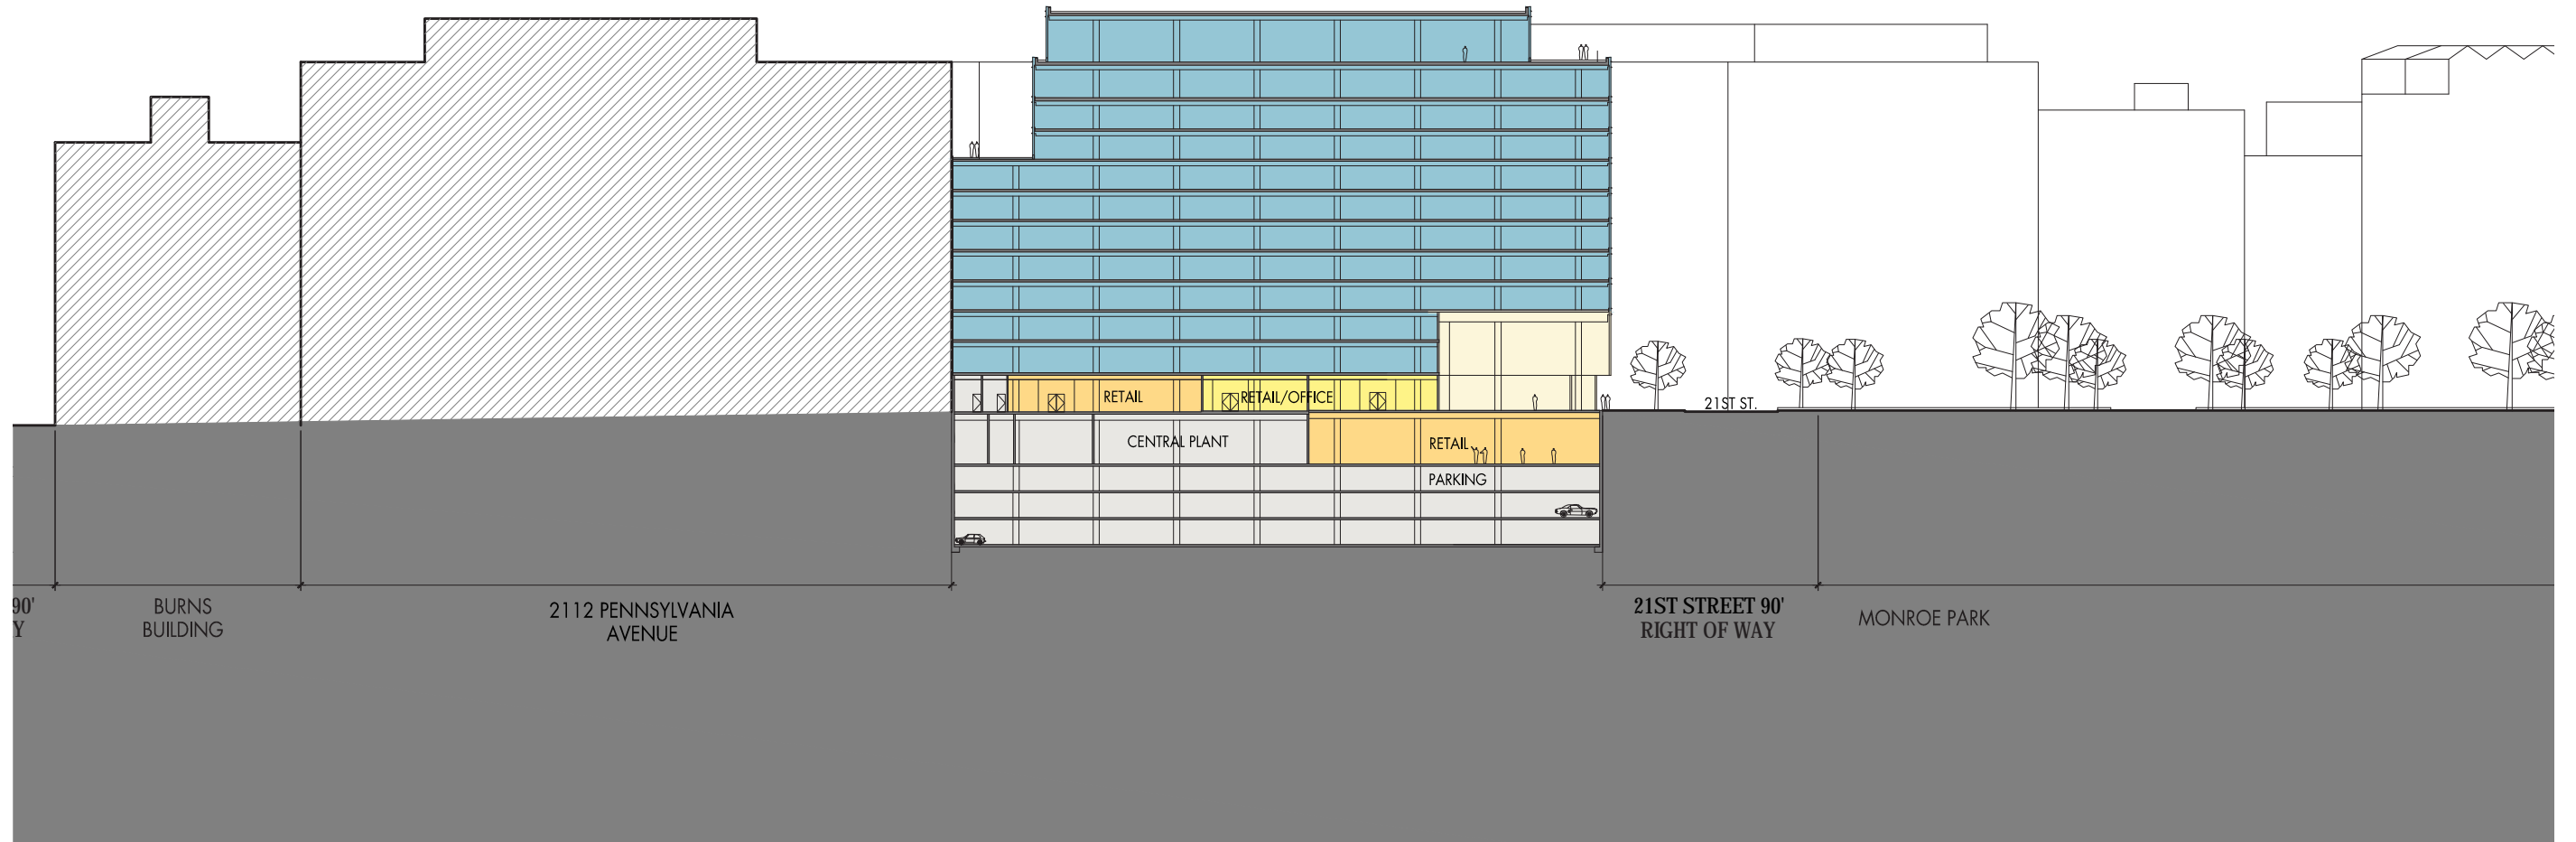 RETAIL
RETAIL/OFFICE
21ST ST.
CENTRAL PLANT
RETAIL
PARKING
90'
Y
BURNS
BUILDING
2112 PENNSYLVANIA
AVENUE
21ST STREET 90'
RIGHT OF WAY
MONROE PARK